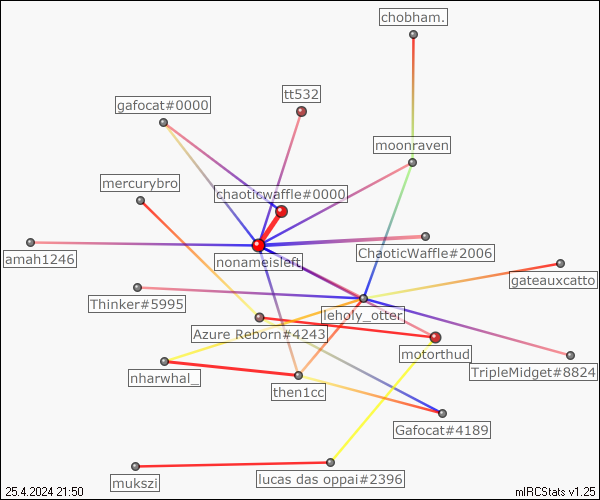 chobham.
tt532
gafocat#0000
moonraven
mercurybro
chaoticwaffle#0000
ChaoticWaffle#2006
amah1246
nonameisleft
gateauxcatto
Thinker#5995
leholy_otter
Azure Reborn#4243
motorthud
TripleMidget#8824
nharwhal_
then1cc
Gafocat#4189
lucas das oppai#2396
mukszi
25.4.2024 21:50
mIRCStats v1.25